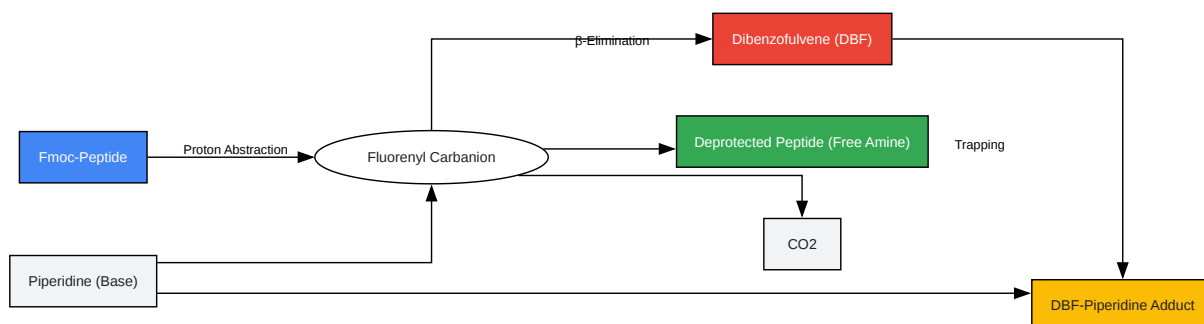 Dibenzofulvene (DBF)
β-Elimination
Deprotected Peptide (Free Amine)
Trapping
Proton Abstraction
Fmoc-Peptide
Fluorenyl Carbanion
CO2
Piperidine (Base)
DBF-Piperidine Adduct